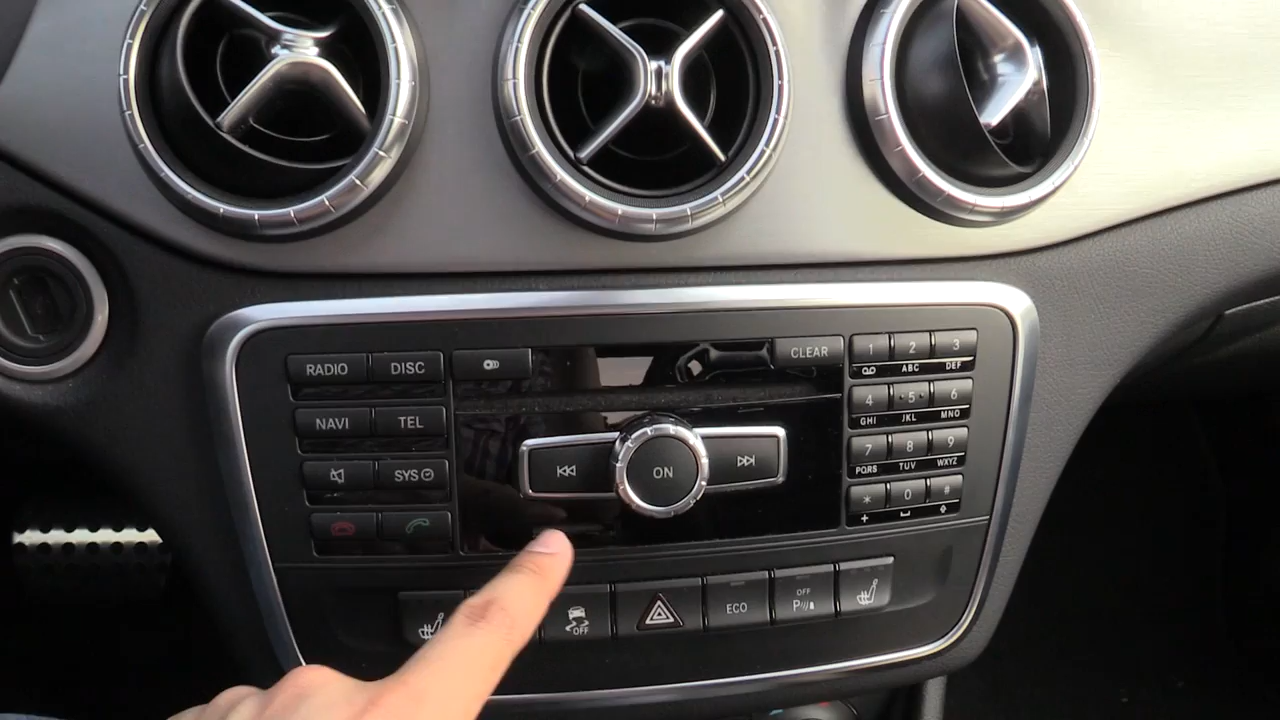 RADIO DISC CLEAR 1 2 3
ABC DEF
NAVI TEL 4 5 6
GHI JKL MNO
SYS ON 7 8 9
PQRS TUV WXYZ
* 0 #
+
OFF ECO OFF
P